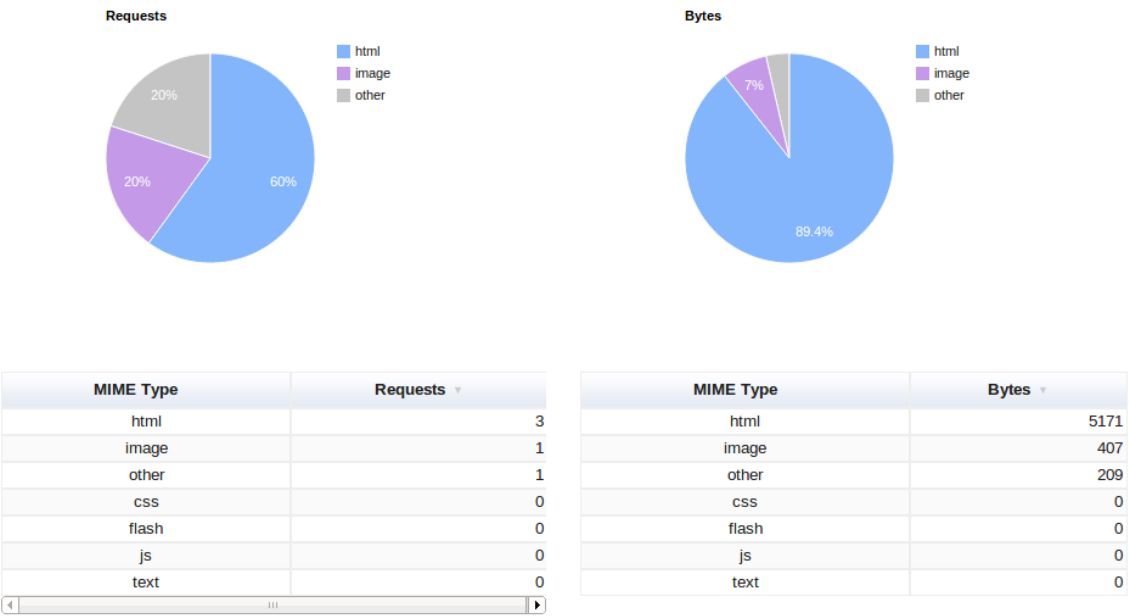 Requests
html
image
other
20%
20%
60%
Bytes
html
image
other
7%
89.4%
MIME Type Requests
html 3
image 1
other 1
css 0
flash 0
js 0
text 0
MIME Type Bytes
html 5171
image 407
other 209
css 0
flash 0
js 0
text 0